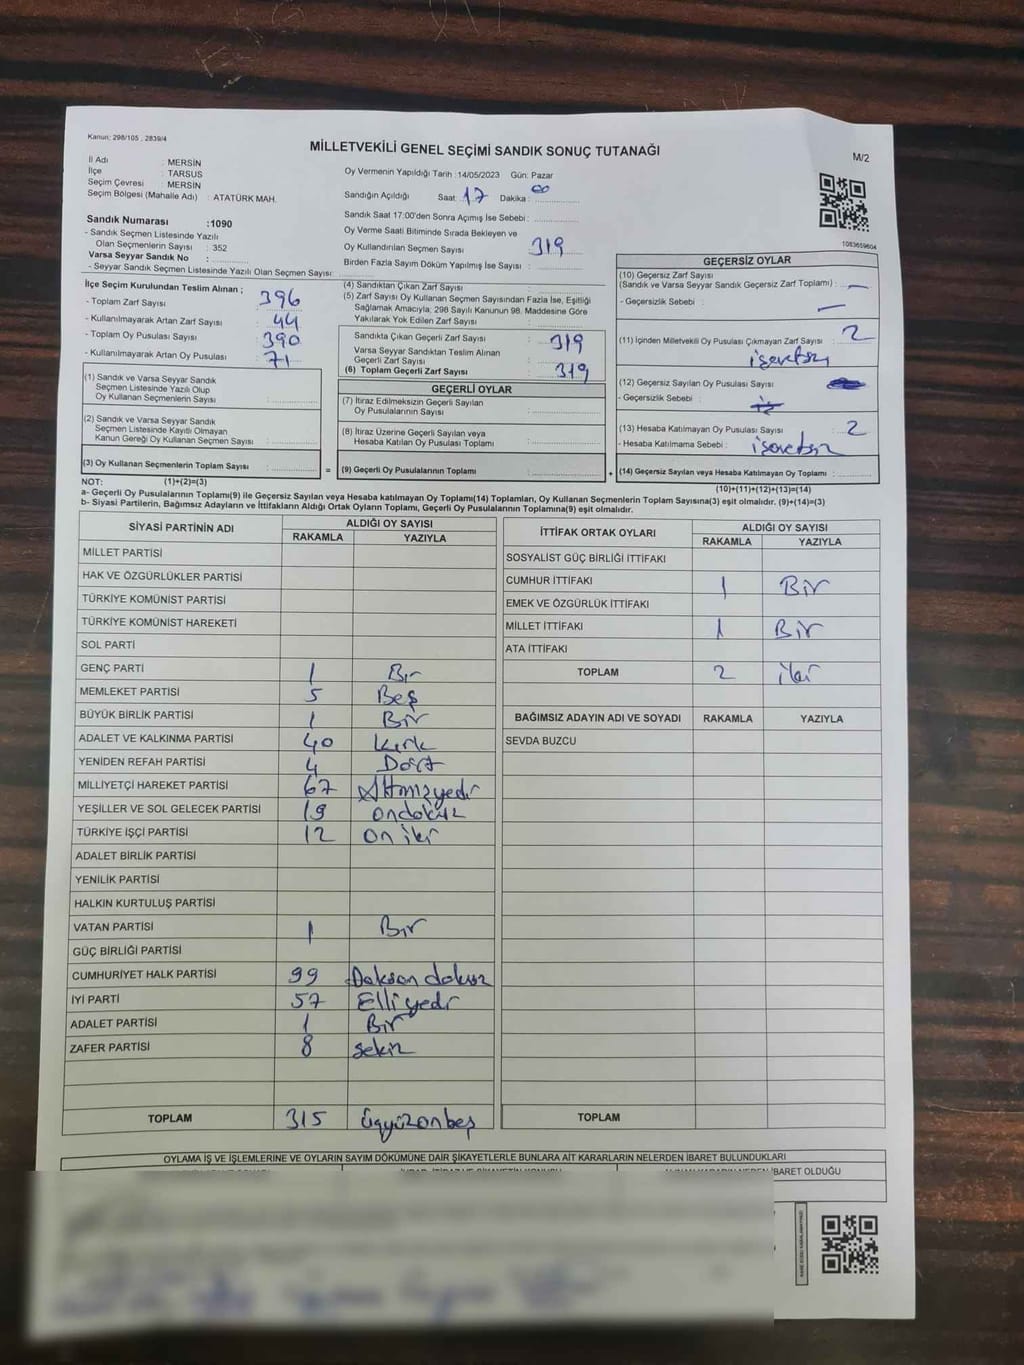 Kanun: 298/105 , 2839/4
MİLLETVEKİLİ GENEL SEÇİMİ SANDIK SONUÇ TUTANAĞI
M/2
İl Adı : MERSİN
İlçe : TARSUS
Seçim Çevresi : MERSİN
Seçim Bölgesi (Mahalle Adı) : ATATÜRK MAH.
Sandık Numarası :1090
- Sandık Seçmen Listesinde Yazılı
Olan Seçmenlerin Sayısı : 352
Varsa Seyyar Sandık No :
- Seyyar Sandık Seçmen Listesinde Yazılı Olan Seçmen Sayısı:
Oy Vermenin Yapıldığı Tarih :14/05/2023 Gün: Pazar
Sandığın Açıldığı Saat: 17 Dakika : 00
Sandık Saat 17:00'den Sonra Açımış İse Sebebi :
Oy Verme Saati Bitiminde Sırada Bekleyen ve
Oy Kullandırılan Seçmen Sayısı : 319
Birden Fazla Sayım Döküm Yapılmış İse Sayısı :
1083659604
İlçe Seçim Kurulundan Teslim Alınan ;
- Toplam Zarf Sayısı : 396
- Kullanılmayarak Artan Zarf Sayısı : 44
- Toplam Oy Pusulası Sayısı : 390
- Kullanılmayarak Artan Oy Pusulası : 71
(1) Sandık ve Varsa Seyyar Sandık
Seçmen Listesinde Yazılı Olup
Oy Kullanan Seçmenlerin Sayısı :
(2) Sandık ve Varsa Seyyar Sandık
Seçmen Listesinde Kayıtlı Olmayan
Kanun Gereği Oy Kullanan Seçmen Sayısı :
(3) Oy Kullanan Seçmenlerin Toplam Sayısı :
(4) Sandıktan Çıkan Zarf Sayısı :
(5) Zarf Sayısı Oy Kullanan Seçmen Sayısından Fazla İse, Eşitliği
Sağlamak Amacıyla; 298 Sayılı Kanunun 98. Maddesine Göre
Yakılarak Yok Edilen Zarf Sayısı :
Sandıkta Çıkan Geçerli Zarf Sayısı : 319
Varsa Seyyar Sandıktan Teslim Alınan
Geçerli Zarf Sayısı :
(6) Toplam Geçerli Zarf Sayısı : 319
GEÇERLİ OYLAR
(7) İtiraz Edilmeksizin Geçerli Sayılan
Oy Pusulalarının Sayısı :
(8) İtiraz Üzerine Geçerli Sayılan veya
Hesaba Katılan Oy Pusulası Toplamı :
= (9) Geçerli Oy Pusulalarının Toplamı :
GEÇERSİZ OYLAR
(10) Geçersiz Zarf Sayısı
(Sandık ve Varsa Seyyar Sandık Geçersiz Zarf Toplamı) : —
- Geçersizlik Sebebi : —
(11) İçinden Milletvekili Oy Pusulası Çıkmayan Zarf Sayısı : 2
(12) Geçersiz Sayılan Oy Pusulası Sayısı :
- Geçersizlik Sebebi :
(13) Hesaba Katılmayan Oy Pusulası Sayısı : 2
- Hesaba Katılmama Sebebi :
+ (14) Geçersiz Sayılan veya Hesaba Katılmayan Oy Toplamı :
NOT: (1)+(2)=(3)
(10)+(11)+(12)+(13)=(14)
a- Geçerli Oy Pusulalarının Toplamı(9) ile Geçersiz Sayılan veya Hesaba katılmayan Oy Toplamı(14) Toplamları, Oy Kullanan Seçmenlerin Toplam Sayısına(3) eşit olmalıdır. (9)+(14)=(3)
b- Siyasi Partilerin, Bağımsız Adayların ve İttifakların Aldığı Ortak Oyların Toplamı, Geçerli Oy Pusulalarının Toplamına(9) eşit olmalıdır.
SİYASİ PARTİNİN ADI ALDIĞI OY SAYISI
RAKAMLA YAZIYLA
MİLLET PARTİSİ
HAK VE ÖZGÜRLÜKLER PARTİSİ
TÜRKİYE KOMÜNİST PARTİSİ
TÜRKİYE KOMÜNİST HAREKETİ
SOL PARTİ
GENÇ PARTİ 1 Bir
MEMLEKET PARTİSİ 5 Beş
BÜYÜK BİRLİK PARTİSİ 1 Bir
ADALET VE KALKINMA PARTİSİ 40 Kırk
YENİDEN REFAH PARTİSİ 4 Dört
MİLLİYETÇİ HAREKET PARTİSİ 67 Altmışyedi
YEŞİLLER VE SOL GELECEK PARTİSİ 19 ondokuz
TÜRKİYE İŞÇİ PARTİSİ 12 on iki
ADALET BİRLİK PARTİSİ
YENİLİK PARTİSİ
HALKIN KURTULUŞ PARTİSİ
VATAN PARTİSİ 1 Bir
GÜÇ BİRLİĞİ PARTİSİ
CUMHURİYET HALK PARTİSİ 99 Doksan dokuz
İYİ PARTİ 57 Elli yedi
ADALET PARTİSİ 1 Bir
ZAFER PARTİSİ 8 sekiz
TOPLAM 315 üçyüzonbeş
İTTİFAK ORTAK OYLARI ALDIĞI OY SAYISI
RAKAMLA YAZIYLA
SOSYALİST GÜÇ BİRLİĞİ İTTİFAKI
CUMHUR İTTİFAKI 1 Bir
EMEK VE ÖZGÜRLÜK İTTİFAKI
MİLLET İTTİFAKI 1 Bir
ATA İTTİFAKI
TOPLAM 2 iki
BAĞIMSIZ ADAYIN ADI VE SOYADI RAKAMLA YAZIYLA
SEVDA BUZCU
TOPLAM
OYLAMA İŞ VE İŞLEMLERİNE VE OYLARIN SAYIM DÖKÜMÜNE DAİR ŞİKAYETLERLE BUNLARA AİT KARARLARIN NELERDEN İBARET BULUNDUKLARI
İBARET OLDUĞU